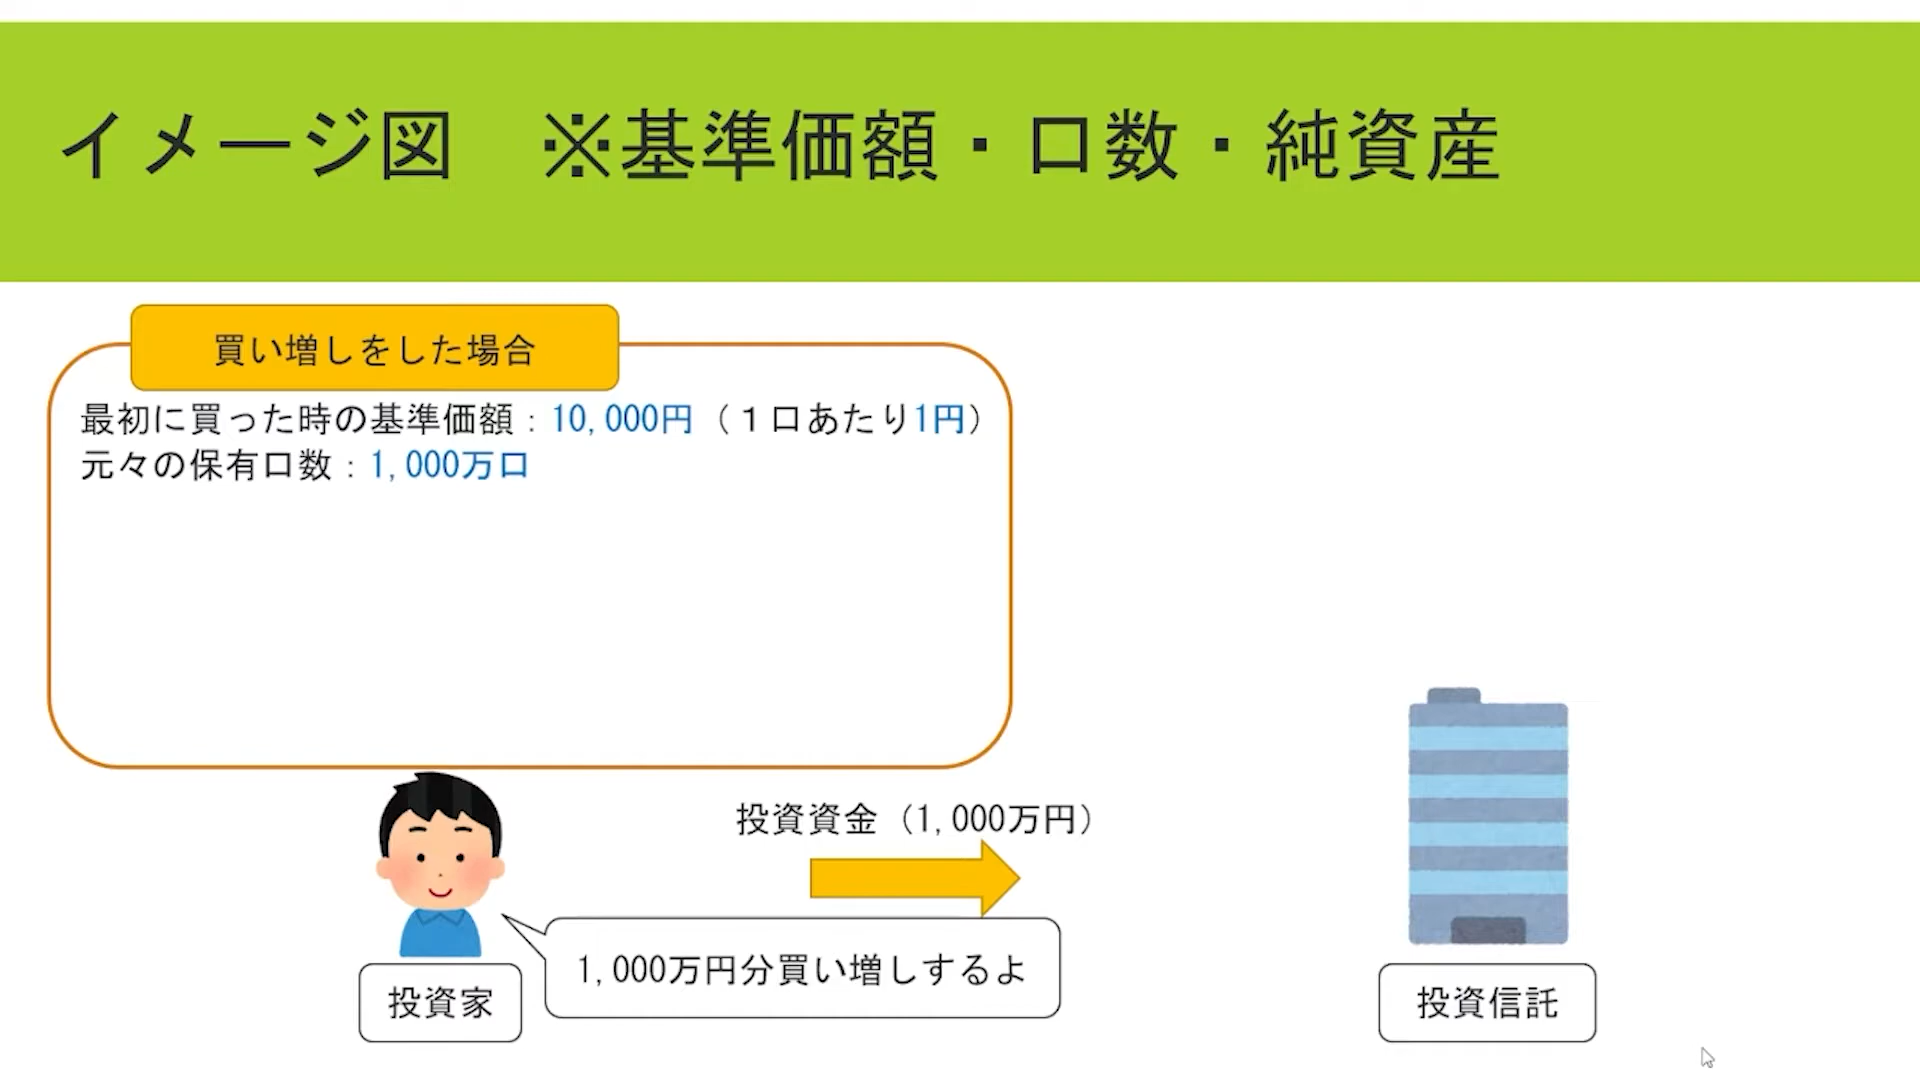 イメージ図　※基準価額・口数・純資産
買い増しをした場合
最初に買った時の基準価額：10,000円（１口あたり1円）
元々の保有口数：1,000万口
投資資金（1,000万円）
1,000万円分買い増しするよ
投資家
投資信託